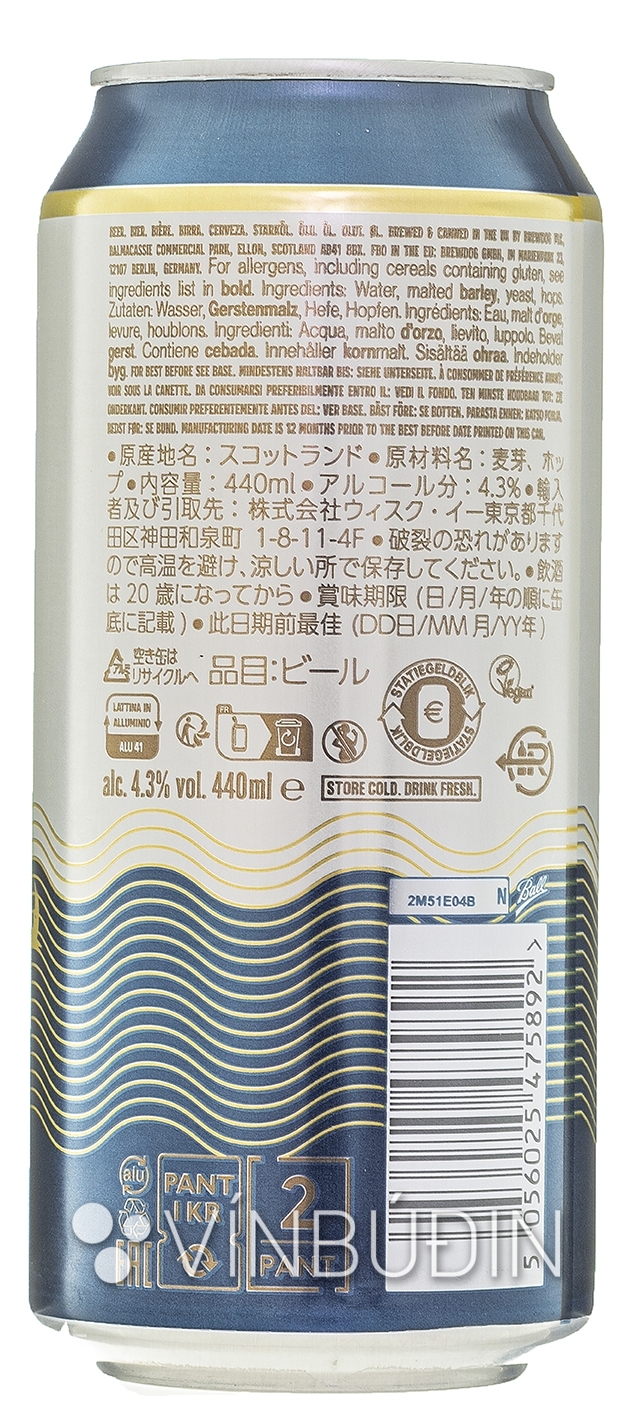 BEER. BIER. BIÈRE. BIRRA. CERVEZA. STARKÖL. ÖLU. ÖL. OLUT. ØL. BREWED & CANNED IN THE UK BY BREWDOG PLC,
BALMACASSIE COMMERCIAL PARK, ELLON, SCOTLAND AB41 8BX. FBO IN THE EU: BREWDOG GMBH, IM MARIENPARK 23,
12107 BERLIN, GERMANY. For allergens, including cereals containing gluten, see
ingredients list in bold. Ingredients: Water, malted barley, yeast, hops.
Zutaten: Wasser, Gerstenmalz, Hefe, Hopfen. Ingrédients: Eau, malt d'orge,
levure, houblons. Ingredienti: Acqua, malto d'orzo, lievito, luppolo. Bevat
gerst. Contiene cebada. Innehåller kornmalt. Sisältää ohraa. Indeholder
byg. FOR BEST BEFORE SEE BASE. MINDESTENS HALTBAR BIS: SIEHE UNTERSEITE. À CONSOMMER DE PRÉFÉRENCE AVANT:
VOIR SOUS LA CANETTE. DA CONSUMARSI PREFERIBILMENTE ENTRO IL: VEDI IL FONDO. TEN MINSTE HOUDBAAR TOT: ZIE
ONDERKANT. CONSUMIR PREFERENTEMENTE ANTES DEL: VER BASE. BÄST FÖRE: SE BOTTEN. PARASTA ENNEN: KATSO POHJA.
BEDST FØR: SE BUND. MANUFACTURING DATE IS 12 MONTHS PRIOR TO THE BEST BEFORE DATE PRINTED ON THIS CAN.
●原産地名：スコットランド● 原材料名：麦芽、ホッ
プ●内容量：440ml●アルコール分：4.3%●輸入
者及び引取先：株式会社ウィスク・イー東京都千代
田区神田和泉町 1-8-11-4F ● 破裂の恐れがあります
ので高温を避け、涼しい所で保存してください。●飲酒
は 20 歳になってから ● 賞味期限 (日/月/年の順に缶
底に記載) ● 此日期前最佳 (DD日/MM月/YY年)
アルミ 空き缶は
リサイクルへ 品目:ビール
STATIEGELDBLIK
€
STATIEGELDBLIK
Vegan
LATTINA IN
ALLUMINIO
ALU 41
FR
alc. 4.3% vol. 440ml e
STORE COLD. DRINK FRESH.
2M51E04B N Ball
5 056025 475892 >
alu
PANT
1 KR
2
PANT
EAC
VÍNBÚÐIN